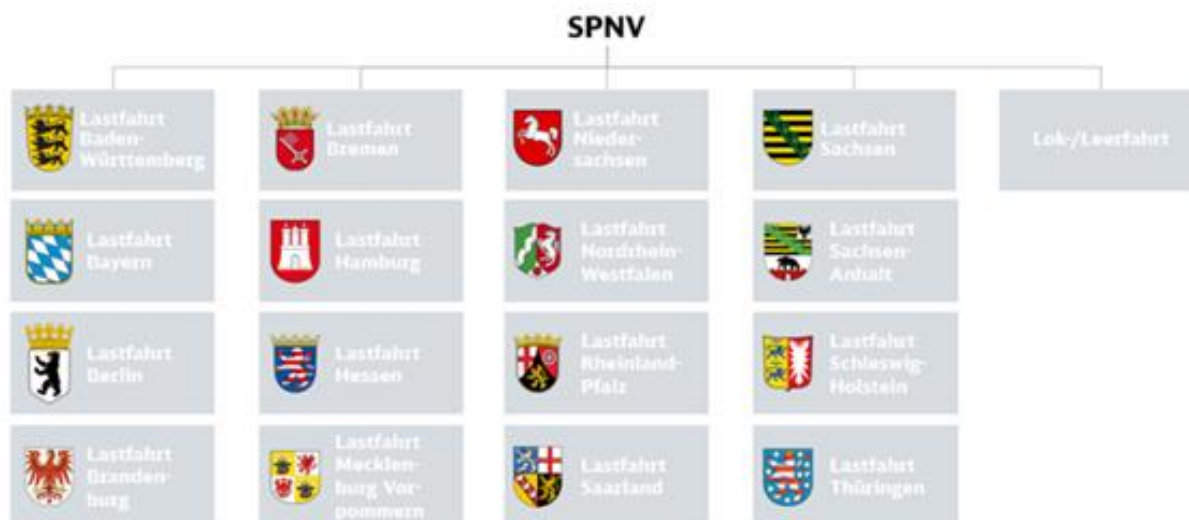 SPNV
Lastfahrt
Baden-
Württemberg
Lastfahrt
Bremen
Lastfahrt
Nieder-
sachsen
Lastfahrt
Sachsen
Lok-/Leerfahrt
Lastfahrt
Bayern
Lastfahrt
Hamburg
Lastfahrt
Nordrhein-
Westfalen
Lastfahrt
Sachsen-
Anhalt
Lastfahrt
Berlin
Lastfahrt
Hessen
Lastfahrt
Rheinland-
Pfalz
Lastfahrt
Schleswig-
Holstein
Lastfahrt
Branden-
burg
Lastfahrt
Mecklen-
burg Vor-
pommern
Lastfahrt
Saarland
Lastfahrt
Thüringen